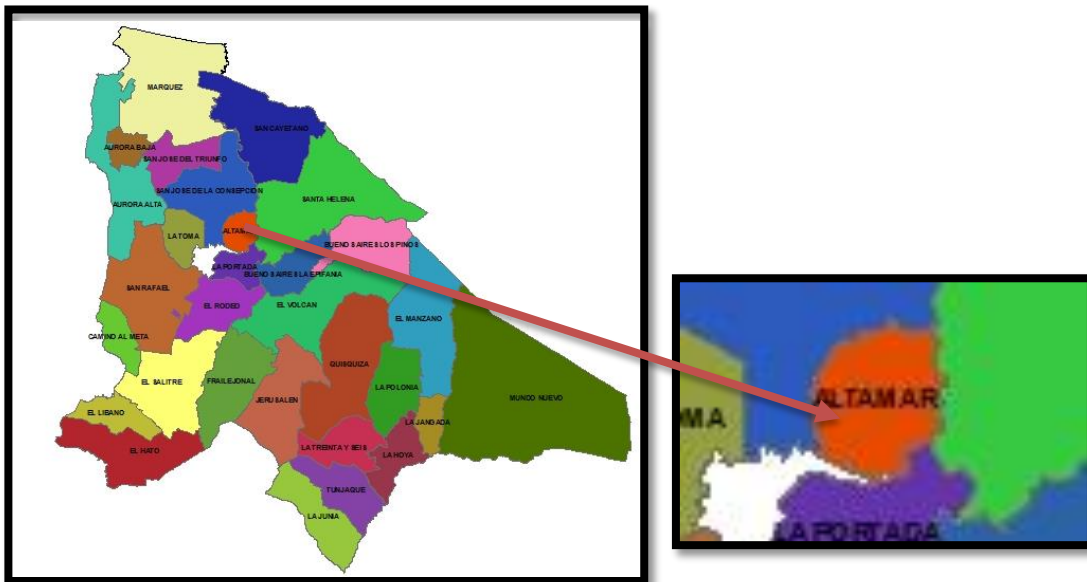 MARQUEZ
SAN CAYETANO
AURORA BAJA
SAN JOSE DEL TRIUNFO
SAN JOSE DE LA CONSEPCION
SANTA HELENA
AURORA ALTA
LA TOMA
ALTAMAR
BUENOS AIRES LOS PINOS
LA PORTADA
BUENOS AIRES LA EPIFANIA
SAN RAFAEL
EL RODEO
EL VOLCAN
EL MANZANO
CAMINO AL META
QUISQUIZA
EL SALITRE
FRAILEJONAL
LA POLONIA
JERUSALEN
MUNDO NUEVO
EL LIBANO
LA JANGADA
EL HATO
LA TREINTA Y SEIS
LA HOYA
TUNJAQUE
LA JUNIA
ALTAMAR
OMA
LA PORTADA